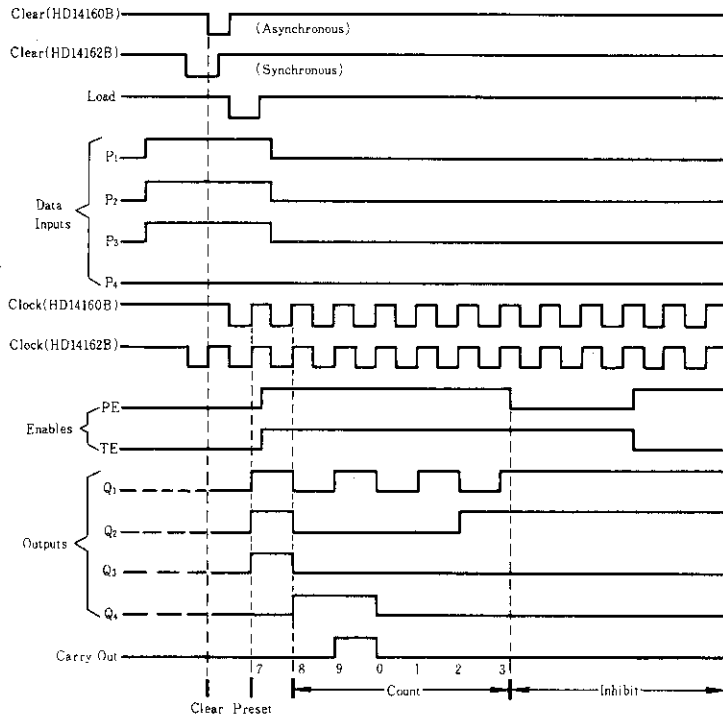 Clear(HD14160B)
(Asynchronous)
Clear(HD14162B)
(Synchronous)
Load
Data
Inputs
P1
P2
P3
P4
Clock(HD14160B)
Clock(HD14162B)
Enables
PE
TE
Outputs
Q1
Q2
Q3
Q4
Carry Out
7 8 9 0 1 2 3
Count
Inhibit
Clear Preset